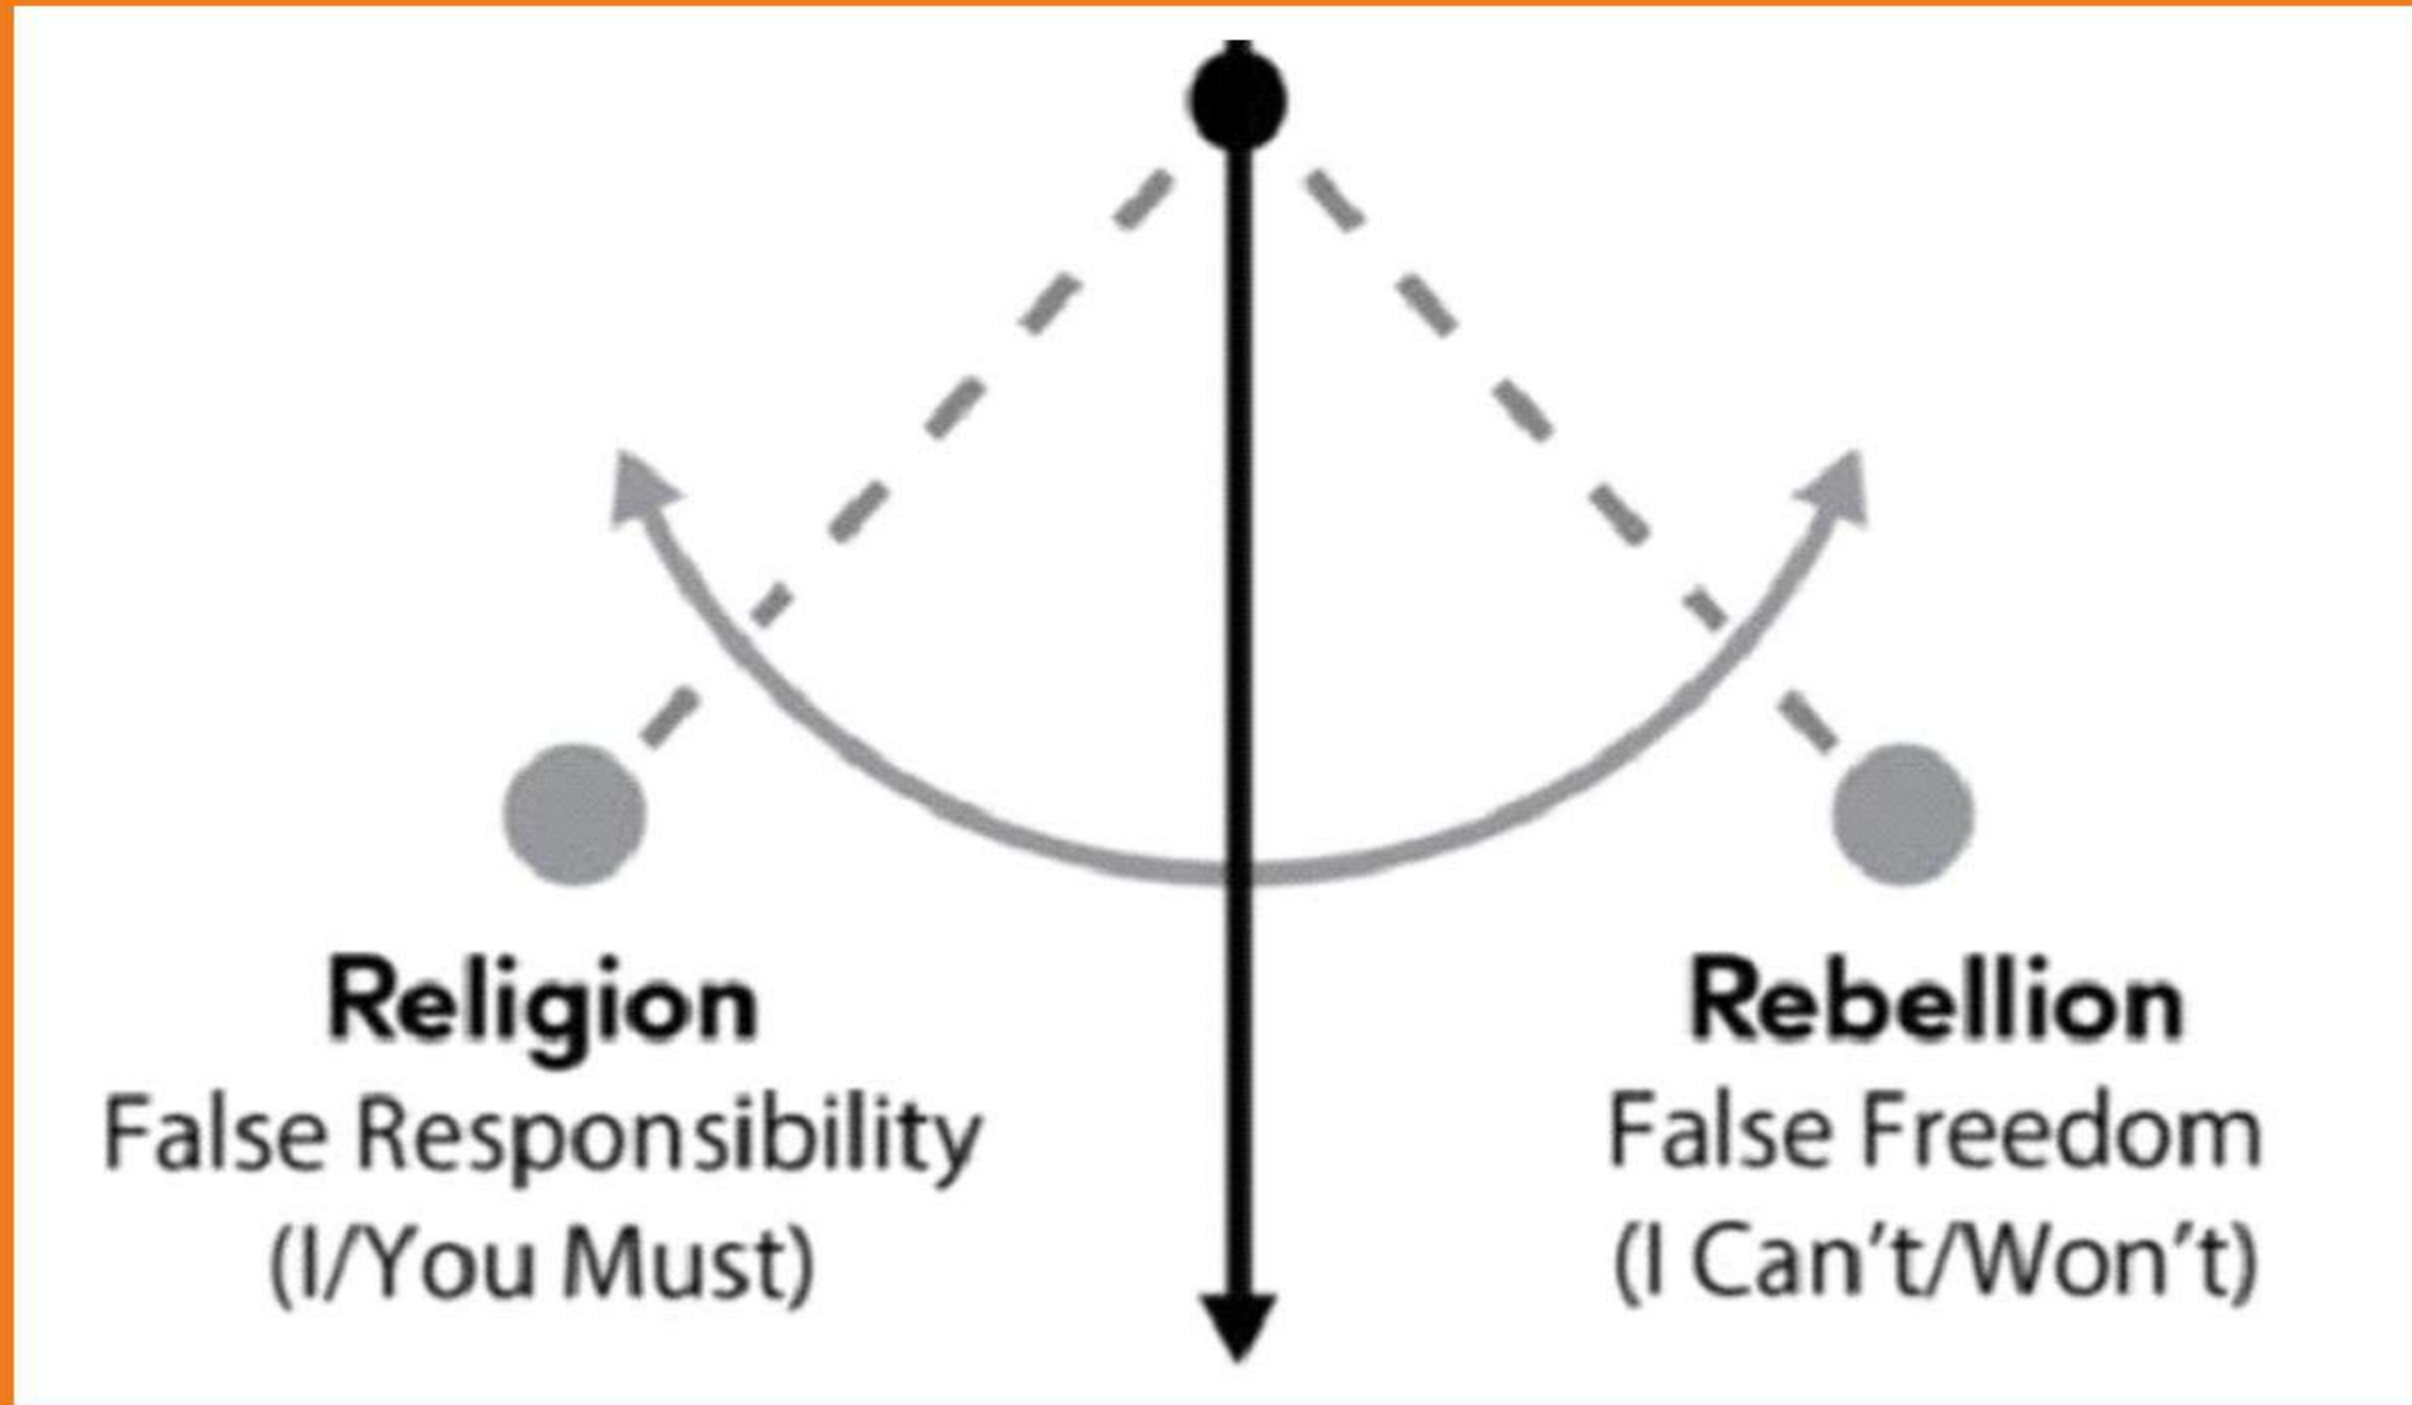 Religion
False Responsibility
(I/You Must)
Rebellion
False Freedom
(I Can't/Won't)